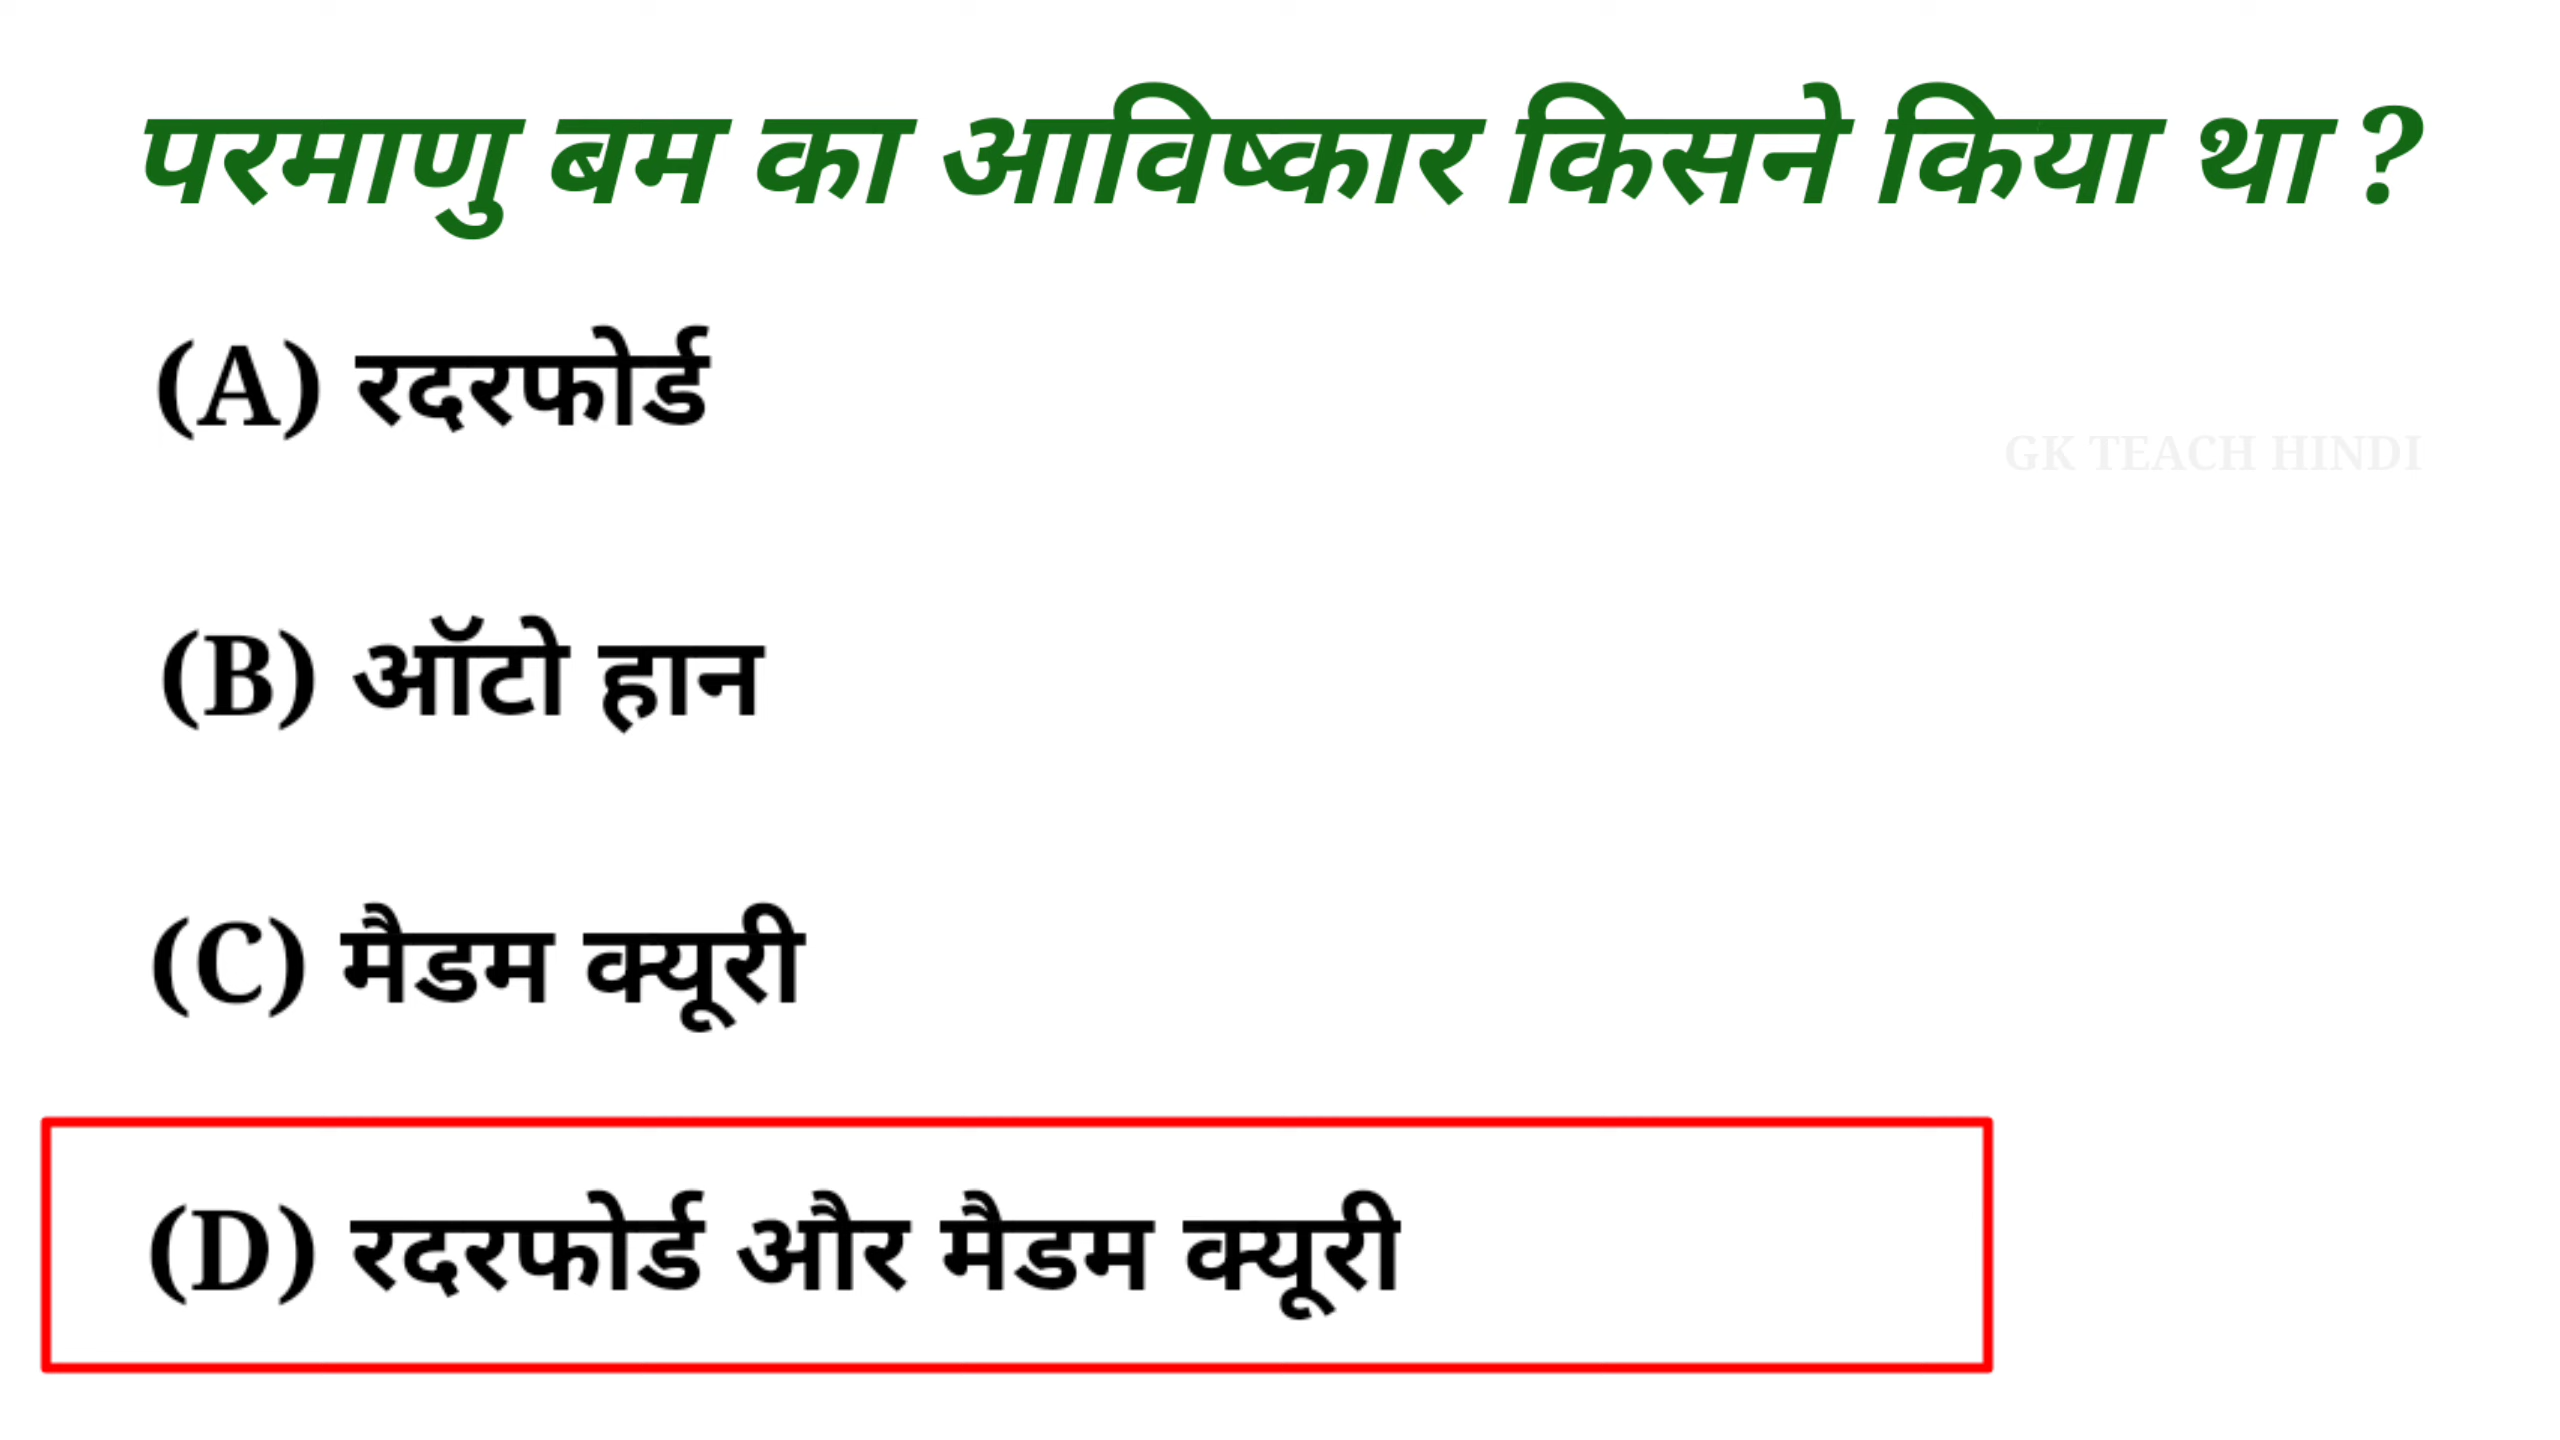 परमाणु बम का आविष्कार किसने किया था ?
(A) रदरफोर्ड
GK TEACH HINDI
(B) ऑटो हान
(C) मैडम क्यूरी
(D) रदरफोर्ड और मैडम क्यूरी